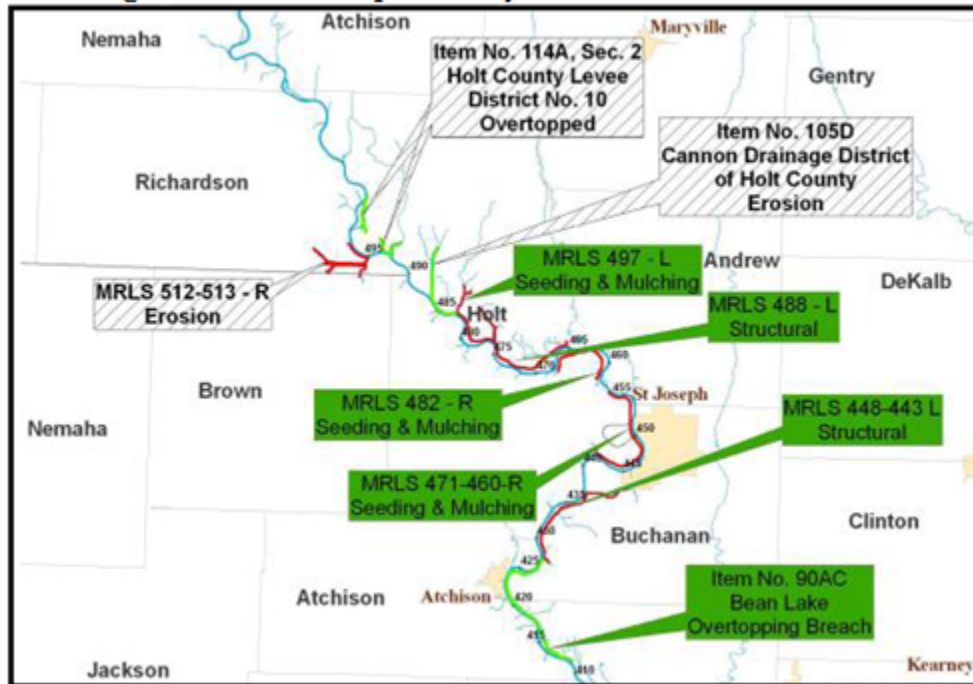 Atchison
Nemaha
Maryville
Item No. 114A, Sec. 2
Holt County Levee
District No. 10
Overtopped
Gentry
Item No. 105D
Cannon Drainage District
of Holt County
Erosion
Richardson
495
490
MRLS 497 - L
Seeding & Mulching
Andrew
DeKalb
MRLS 512-513 - R
Erosion
485
Holt
MRLS 488 - L
Structural
480
475
465
470
460
Brown
455
St Joseph
MRLS 482 - R
Seeding & Mulching
MRLS 448-443 L
Structural
Nemaha
450
MRLS 471-460-R
Seeding & Mulching
435
Buchanan
Clinton
430
425
Item No. 90AC
Bean Lake
Overtopping Breach
Atchison
Atchison
420
415
410
Jackson
Kearney